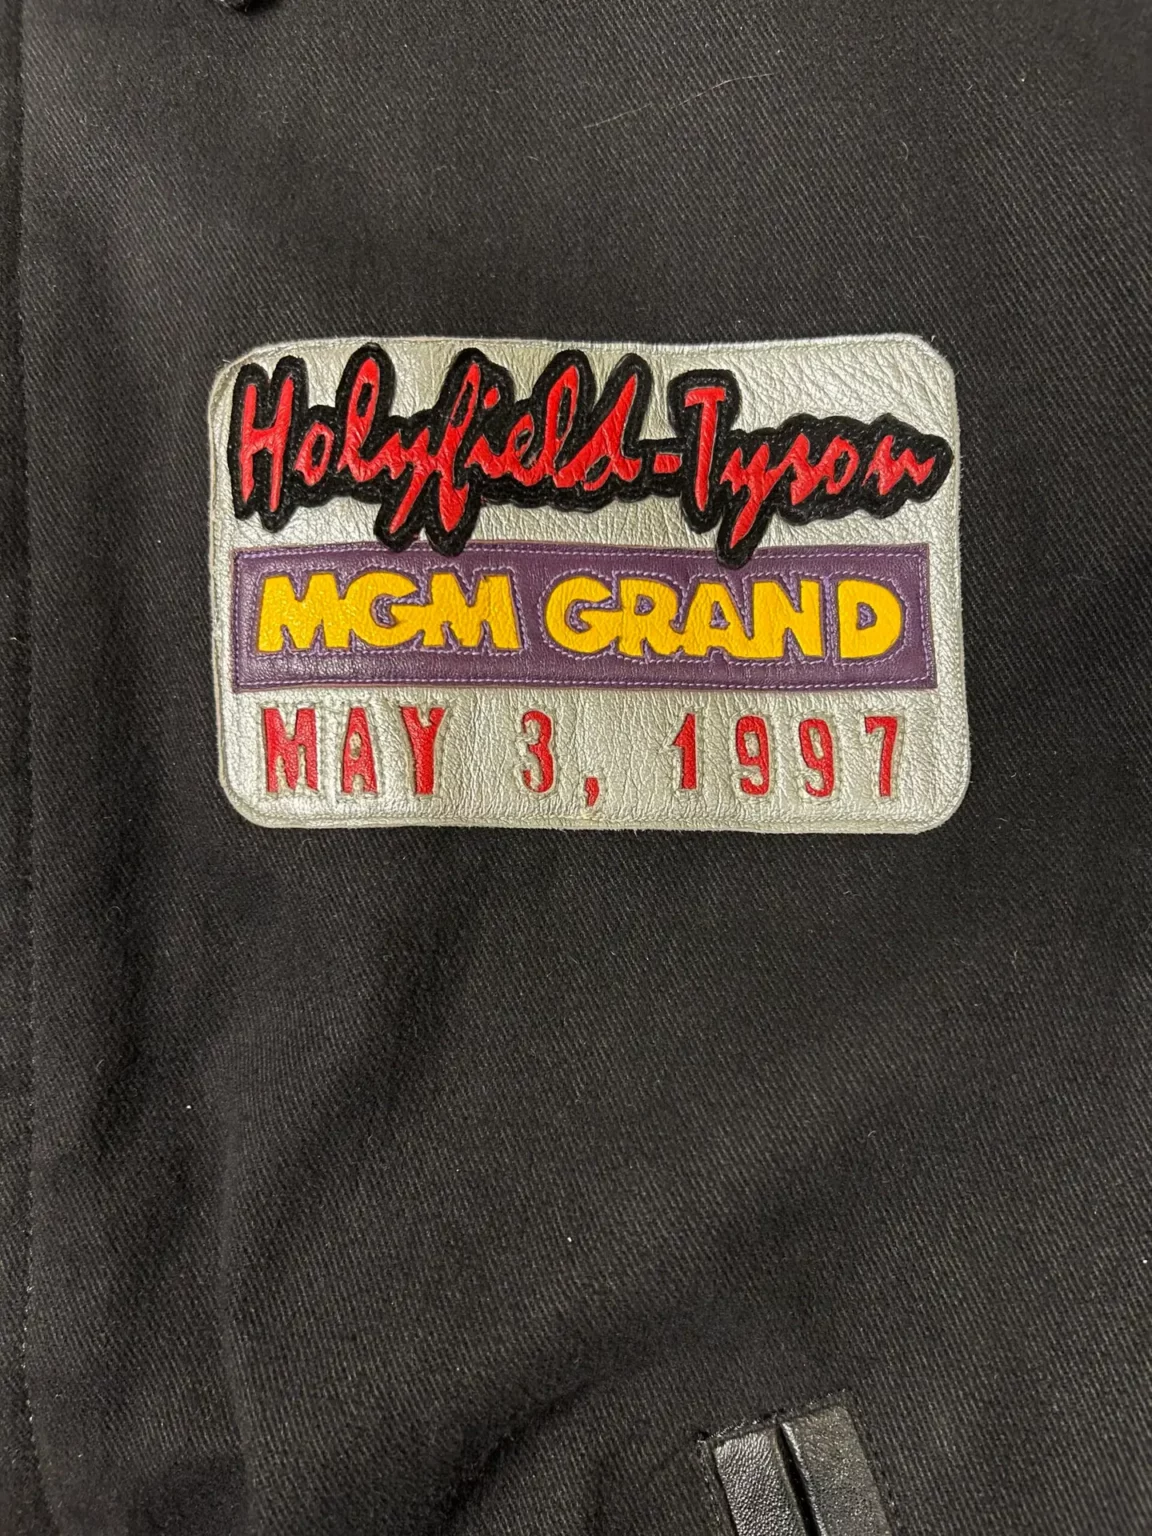 Holyfield-Tyson
MGM GRAND
MAY 3, 1997